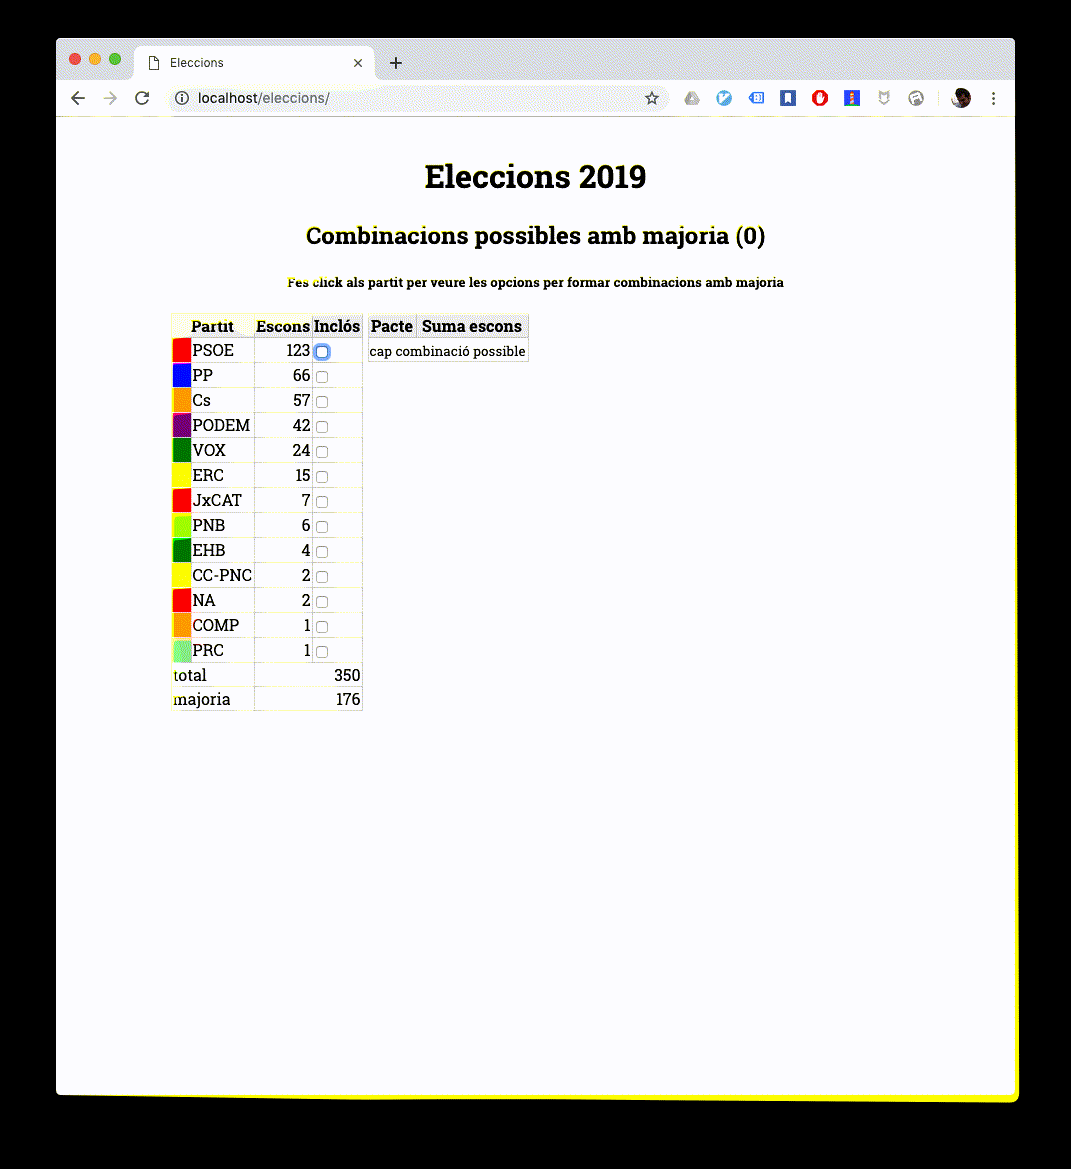 Eleccions
localhost/eleccions/
Eleccions 2019
Combinacions possibles amb majoria (0)
Fes click als partit per veure les opcions per formar combinacions amb majoria
Partit Escons Inclós Pacte Suma escons
PSOE 123 cap combinació possible
PP 66
Cs 57
PODEM 42
VOX 24
ERC 15
JxCAT 7
PNB 6
EHB 4
CC-PNC 2
NA 2
COMP 1
PRC 1
total 350
majoria 176